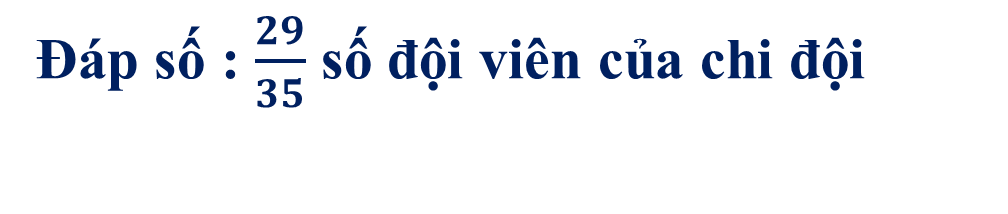 Đáp số : 29/35 số đội viên của chi đội